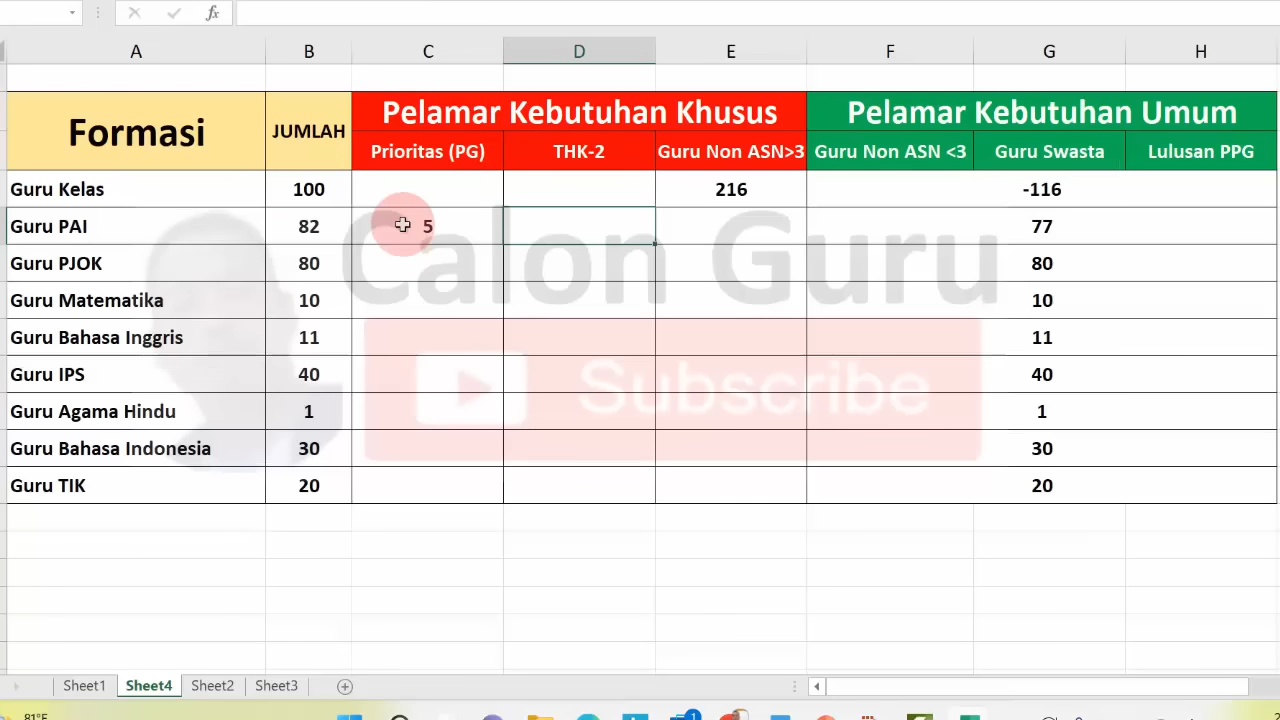 fx
A B C D E F G H
Formasi JUMLAH Pelamar Kebutuhan Khusus Pelamar Kebutuhan Umum
Prioritas (PG) THK-2 Guru Non ASN>3 Guru Non ASN <3 Guru Swasta Lulusan PPG
Guru Kelas 100 216 -116
Guru PAI 82 5 77
Guru PJOK 80 80
Guru Matematika 10 10
Guru Bahasa Inggris 11 11
Guru IPS 40 40
Guru Agama Hindu 1 1
Guru Bahasa Indonesia 30 30
Guru TIK 20 20
Calon Guru
Subscribe
Sheet1 Sheet4 Sheet2 Sheet3
81°F 1